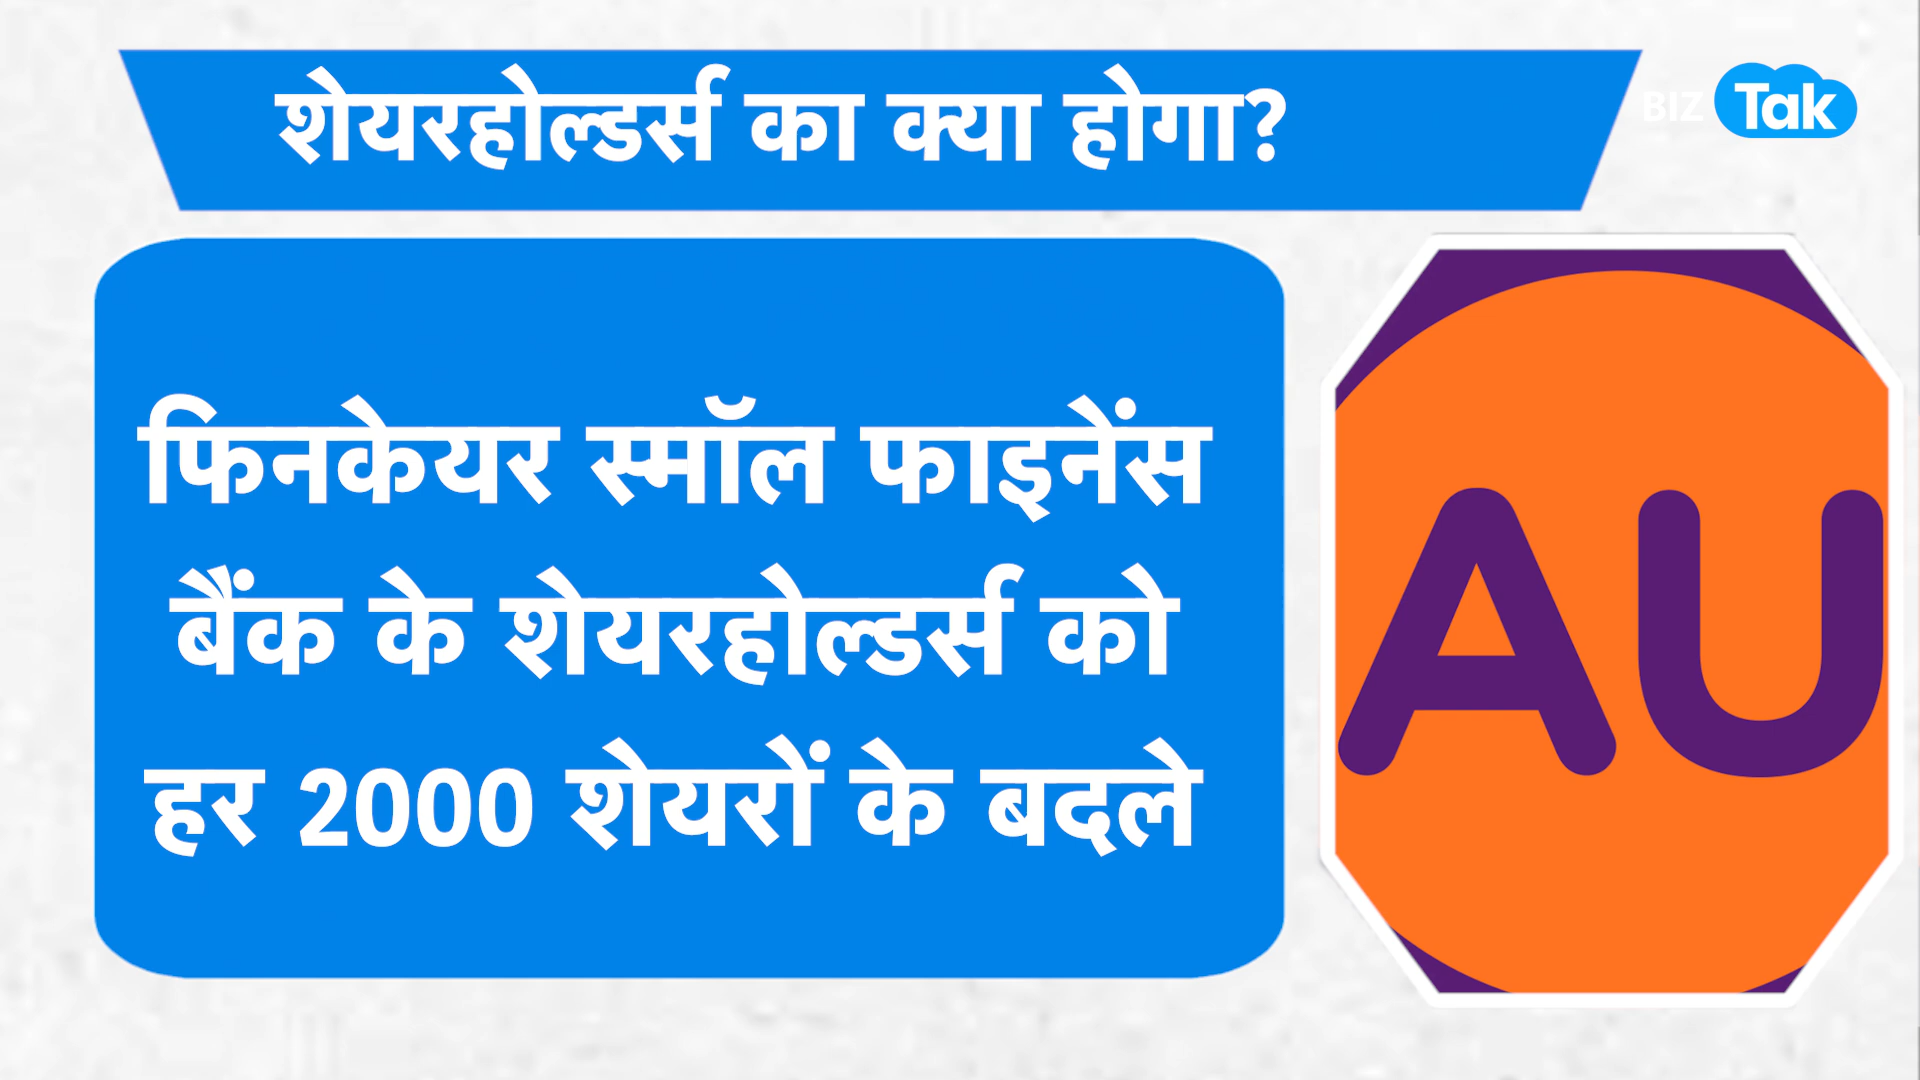 शेयरहोल्डर्स का क्या होगा?
BIZ Tak
फिनकेयर स्मॉल फाइनेंस
बैंक के शेयरहोल्डर्स को
हर 2000 शेयरों के बदले
AU